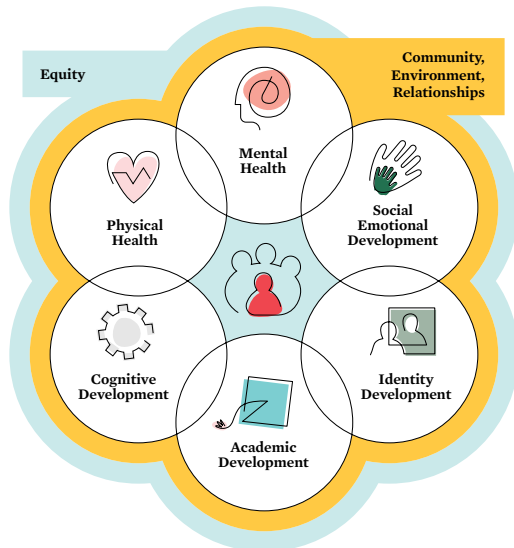 Equity
Community,
Environment,
Relationships
Mental
Health
Physical
Health
Social
Emotional
Development
Cognitive
Development
Identity
Development
Academic
Development